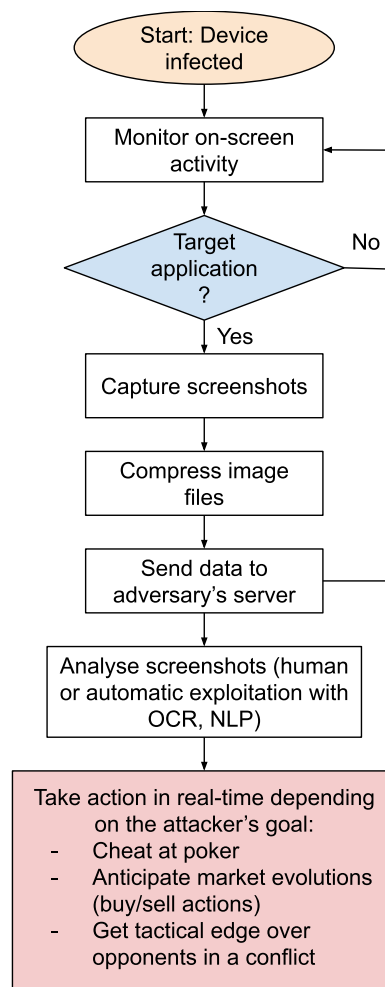 Start: Device
infected
Monitor on-screen
activity
Target
application
?
No
Yes
Capture screenshots
Compress image
files
Send data to
adversary's server
Analyse screenshots (human
or automatic exploitation with
OCR, NLP)
Take action in real-time depending
on the attacker's goal:
- Cheat at poker
- Anticipate market evolutions
(buy/sell actions)
- Get tactical edge over
opponents in a conflict